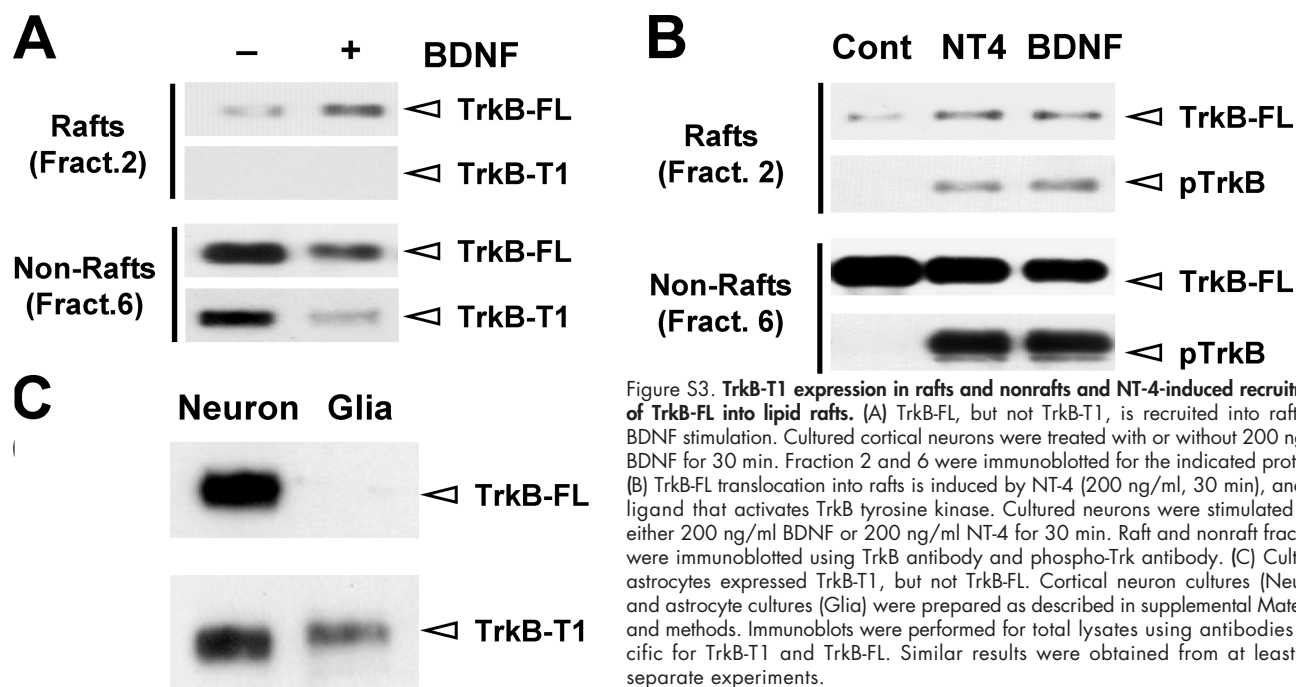 A
– + BDNF
Rafts
(Fract.2)
TrkB-FL
TrkB-T1
Non-Rafts
(Fract.6)
TrkB-FL
TrkB-T1
B
Cont NT4 BDNF
Rafts
(Fract. 2)
TrkB-FL
pTrkB
Non-Rafts
(Fract. 6)
TrkB-FL
pTrkB
C
Neuron Glia
TrkB-FL
TrkB-T1
Figure S3. TrkB-T1 expression in rafts and nonrafts and NT-4-induced
of TrkB-FL into lipid rafts. (A) TrkB-FL, but not TrkB-T1, is recruited into
BDNF stimulation. Cultured cortical neurons were treated with or without 200
BDNF for 30 min. Fraction 2 and 6 were immunoblotted for the indicated
(B) TrkB-FL translocation into rafts is induced by NT-4 (200 ng/ml, 30 min),
ligand that activates TrkB tyrosine kinase. Cultured neurons were stimulated
either 200 ng/ml BDNF or 200 ng/ml NT-4 for 30 min. Raft and nonraft
were immunoblotted using TrkB antibody and phospho-Trk antibody. (C)
astrocytes expressed TrkB-T1, but not TrkB-FL. Cortical neuron cultures
and astrocyte cultures (Glia) were prepared as described in supplemental
and methods. Immunoblots were performed for total lysates using antibodies
cific for TrkB-T1 and TrkB-FL. Similar results were obtained from at least
separate experiments.